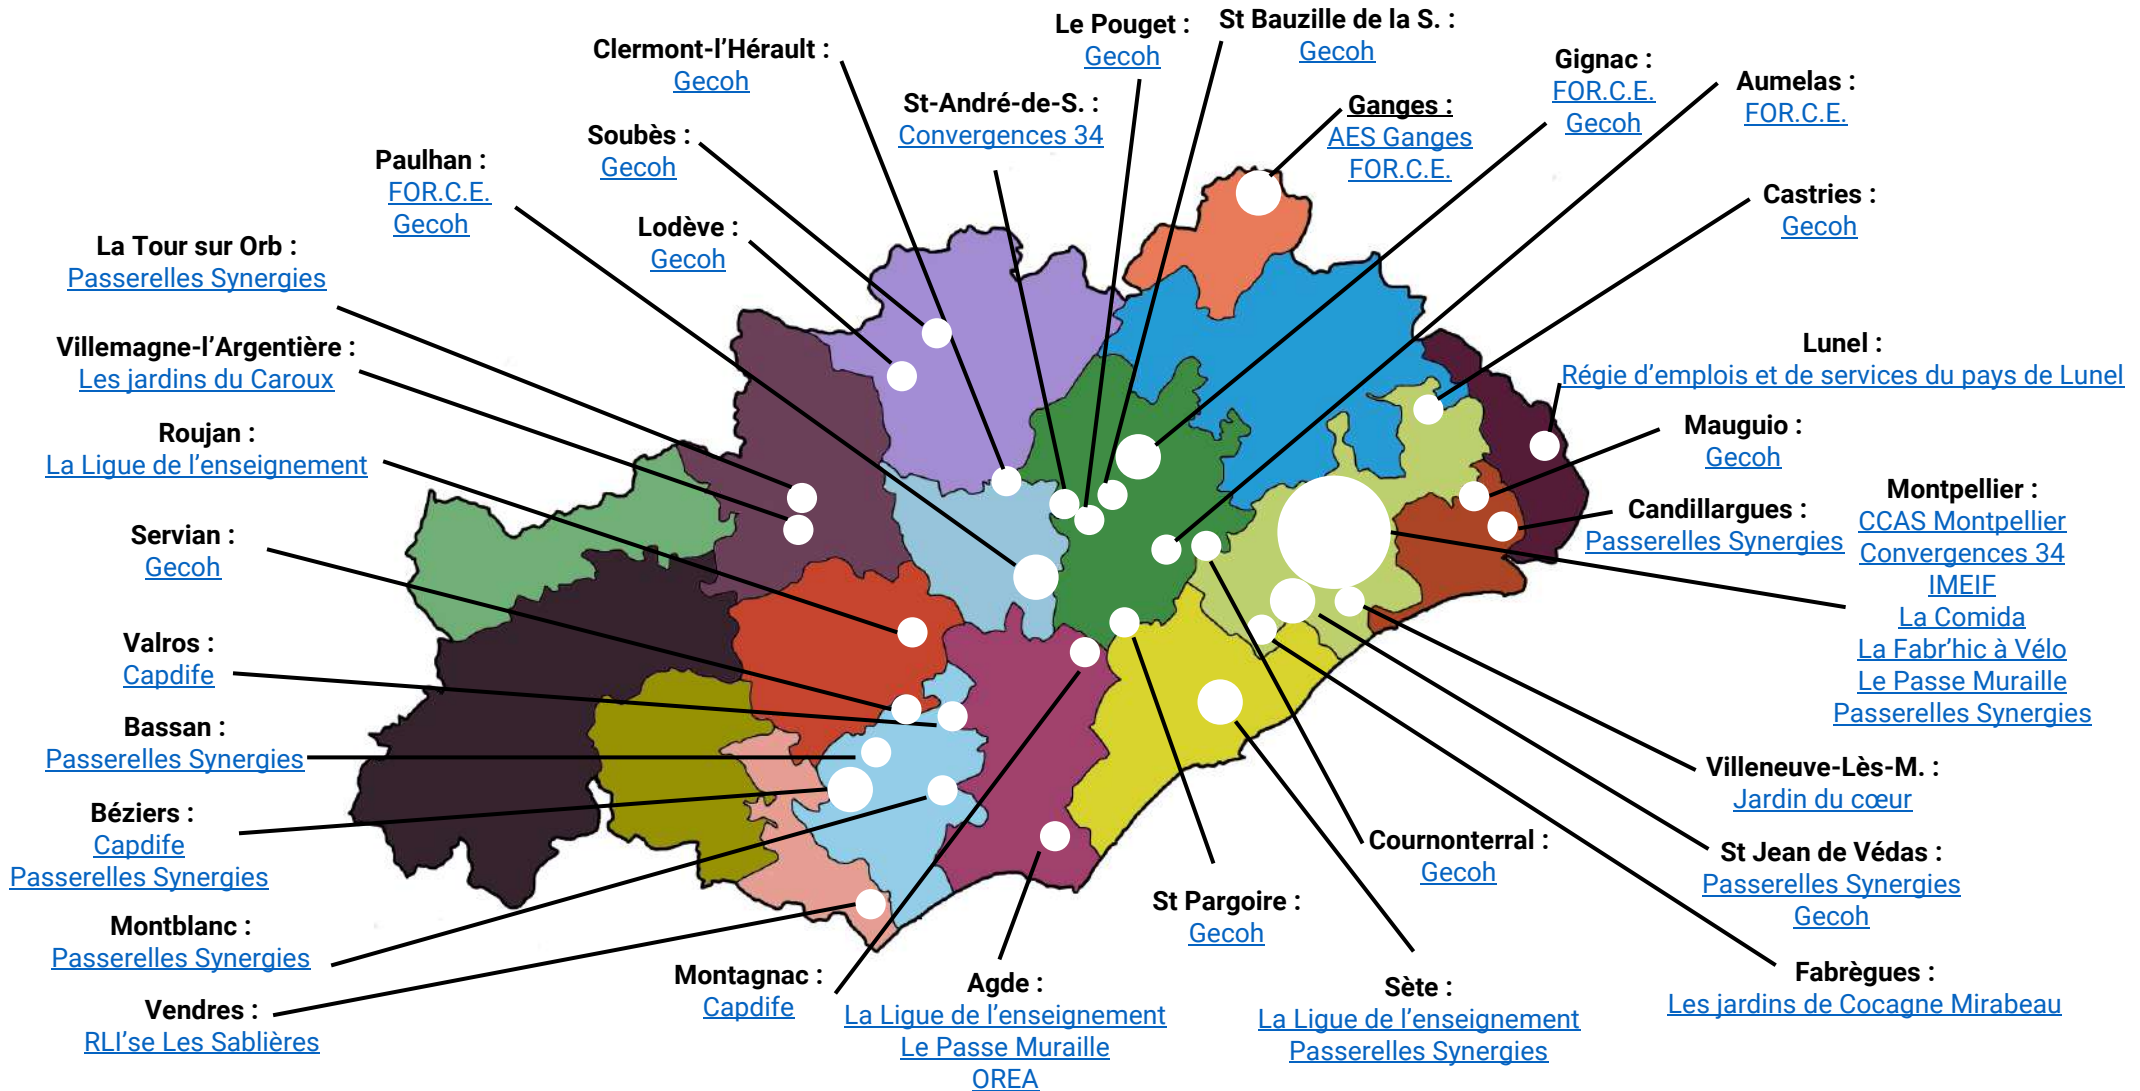 Le Pouget :
Gecoh
St Bauzille de la S. :
Gecoh
Clermont-l’Hérault :
Gecoh
Gignac :
FOR.C.E.
Gecoh
Aumelas :
FOR.C.E.
St-André-de-S. :
Convergences 34
Ganges :
AES Ganges
FOR.C.E.
Soubès :
Gecoh
Paulhan :
FOR.C.E.
Gecoh
Castries :
Gecoh
Lodève :
Gecoh
La Tour sur Orb :
Passerelles Synergies
Villemagne-l’Argentière :
Les jardins du Caroux
Lunel :
Régie d’emplois et de services du pays de Lunel
Roujan :
La Ligue de l’enseignement
Mauguio :
Gecoh
Servian :
Gecoh
Candillargues :
Passerelles Synergies
Montpellier :
CCAS Montpellier
Convergences 34
IMEIF
La Comida
La Fabr’hic à Vélo
Le Passe Muraille
Passerelles Synergies
Valros :
Capdife
Bassan :
Passerelles Synergies
Villeneuve-Lès-M. :
Jardin du cœur
Béziers :
Capdife
Passerelles Synergies
Cournonterral :
Gecoh
St Jean de Védas :
Passerelles Synergies
Gecoh
St Pargoire :
Gecoh
Montblanc :
Passerelles Synergies
Fabrègues :
Les jardins de Cocagne Mirabeau
Montagnac :
Capdife
Agde :
La Ligue de l’enseignement
Le Passe Muraille
OREA
Sète :
La Ligue de l’enseignement
Passerelles Synergies
Vendres :
RLI’se Les Sablières